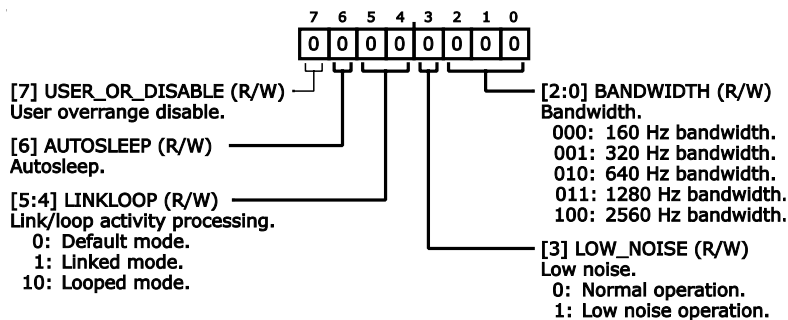 7 6 5 4 3 2 1 0
0 0 0 0 0 0 0 0
[7] USER_OR_DISABLE (R/W)
User overrange disable.
[6] AUTOSLEEP (R/W)
Autosleep.
[5:4] LINKLOOP (R/W)
Link/loop activity processing.
0: Default mode.
1: Linked mode.
10: Looped mode.
[2:0] BANDWIDTH (R/W)
Bandwidth.
000: 160 Hz bandwidth.
001: 320 Hz bandwidth.
010: 640 Hz bandwidth.
011: 1280 Hz bandwidth.
100: 2560 Hz bandwidth.
[3] LOW_NOISE (R/W)
Low noise.
0: Normal operation.
1: Low noise operation.